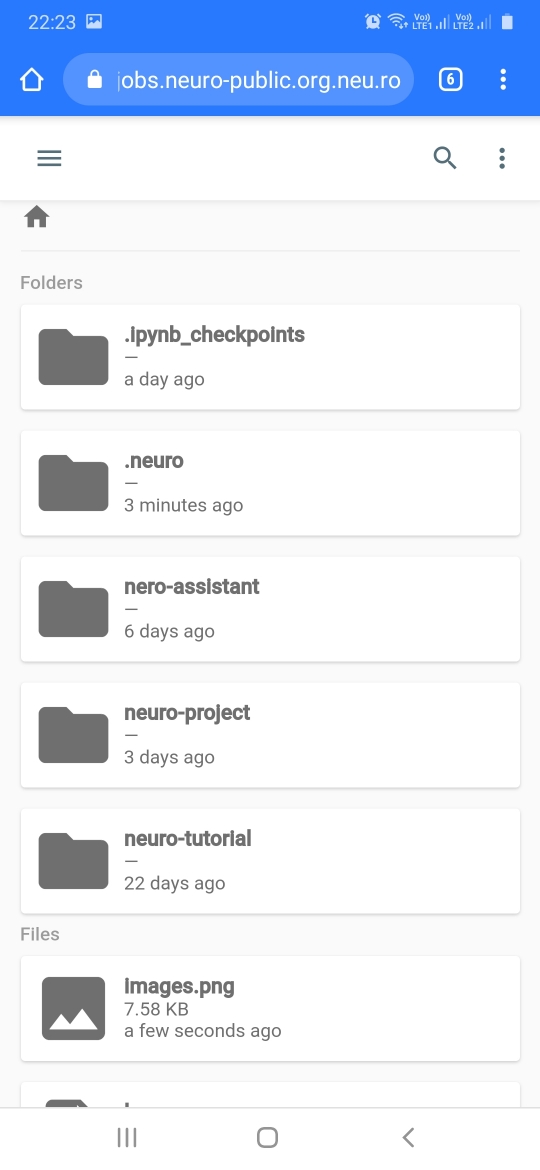 22:23
Vo)) LTE1 Vo)) LTE2
jobs.neuro-public.org.neu.ro
6
Folders
.ipynb_checkpoints
—
a day ago
.neuro
—
3 minutes ago
nero-assistant
—
6 days ago
neuro-project
—
3 days ago
neuro-tutorial
—
22 days ago
Files
images.png
7.58 KB
a few seconds ago